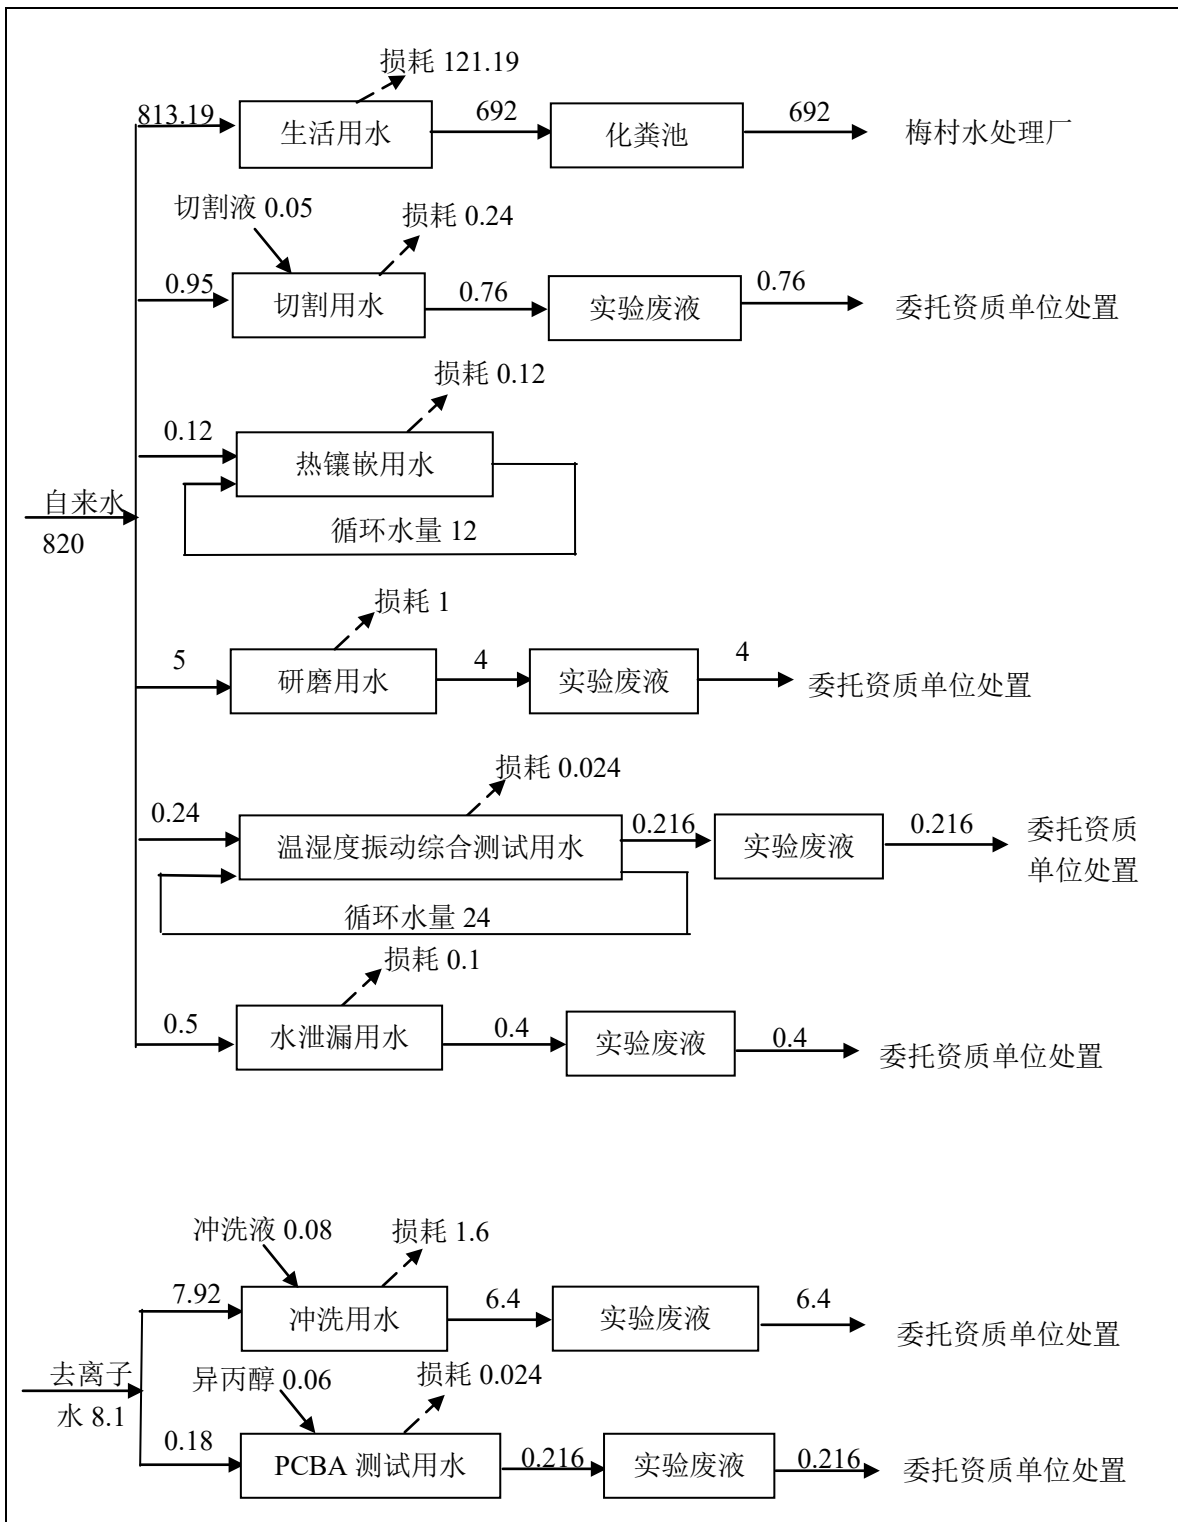 损耗 121.19
813.19
生活用水
692
化粪池
692
梅村水处理厂
切割液 0.05
损耗 0.24
0.95
切割用水
0.76
实验废液
0.76
委托资质单位处置
损耗 0.12
0.12
热镶嵌用水
循环水量 12
自来水
820
损耗 1
5
研磨用水
4
实验废液
4
委托资质单位处置
损耗 0.024
0.24
温湿度振动综合测试用水
0.216
实验废液
0.216
委托资质
单位处置
循环水量 24
损耗 0.1
0.5
水泄漏用水
0.4
实验废液
0.4
委托资质单位处置
冲洗液 0.08
损耗 1.6
7.92
冲洗用水
6.4
实验废液
6.4
委托资质单位处置
去离子
水 8.1
异丙醇 0.06
损耗 0.024
0.18
PCBA 测试用水
0.216
实验废液
0.216
委托资质单位处置